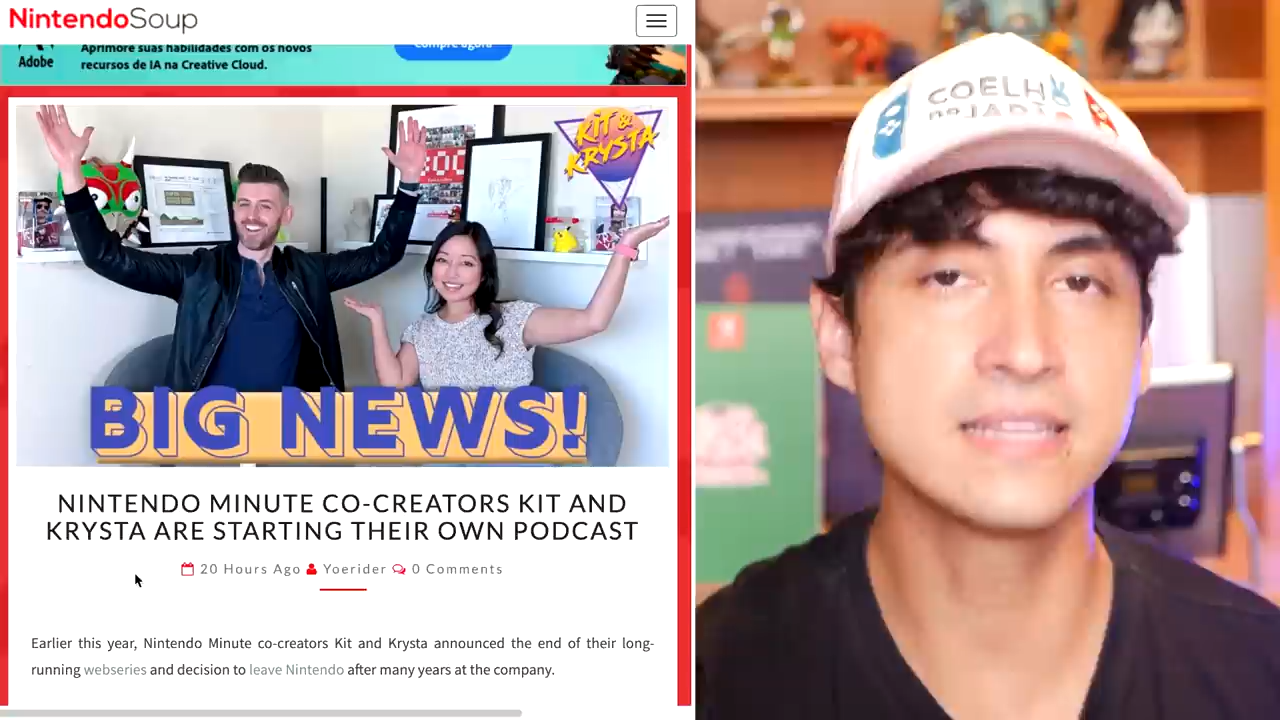 NintendoSoup
Adobe
Aprimore suas habilidades com os novos
recursos de IA na Creative Cloud.
Compre agora
KiT &
KRYSTA
BIG NEWS!
NINTENDO MINUTE CO-CREATORS KIT AND
KRYSTA ARE STARTING THEIR OWN PODCAST
20 Hours Ago Yoerider 0 Comments
Earlier this year, Nintendo Minute co-creators Kit and Krysta announced the end of their long-
running webseries and decision to leave Nintendo after many years at the company.
COELH